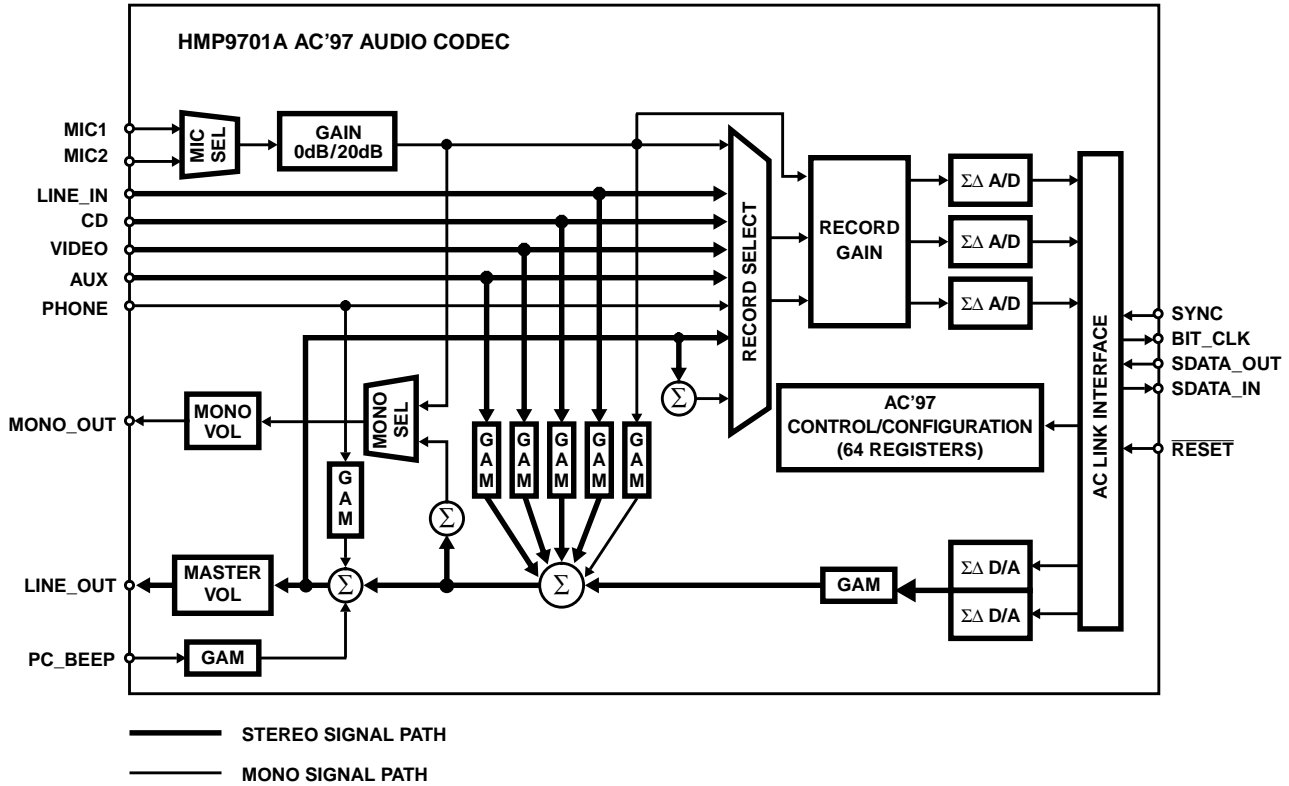 HMP9701A AC’97 AUDIO CODEC
MIC1
MIC2
MIC
SEL
GAIN
0dB/20dB
LINE_IN
CD
VIDEO
AUX
PHONE
RECORD SELECT
RECORD
GAIN
ΣΔ A/D
ΣΔ A/D
ΣΔ A/D
AC LINK INTERFACE
SYNC
BIT_CLK
SDATA_OUT
SDATA_IN
RESET
AC’97
CONTROL/CONFIGURATION
(64 REGISTERS)
Σ
MONO_OUT
MONO
VOL
MONO
SEL
GAM
GAM
GAM
GAM
GAM
GAM
Σ
LINE_OUT
MASTER
VOL
Σ
Σ
GAM
ΣΔ D/A
ΣΔ D/A
PC_BEEP
GAM
STEREO SIGNAL PATH
MONO SIGNAL PATH